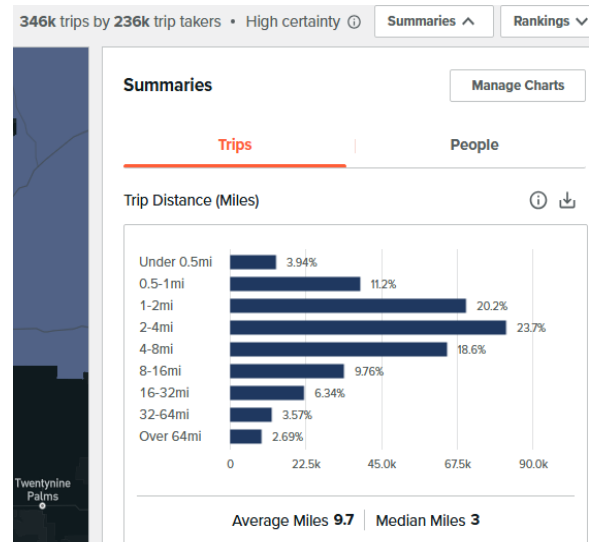 346k trips by 236k trip takers • High certainty Summaries Rankings
Summaries Manage Charts
Trips People
Trip Distance (Miles)
Under 0.5mi 3.94%
0.5-1mi 11.2%
1-2mi 20.2%
2-4mi 23.7%
4-8mi 18.6%
8-16mi 9.76%
16-32mi 6.34%
32-64mi 3.57%
Over 64mi 2.69%
0 22.5k 45.0k 67.5k 90.0k
Average Miles 9.7 Median Miles 3
Twentynine
Palms